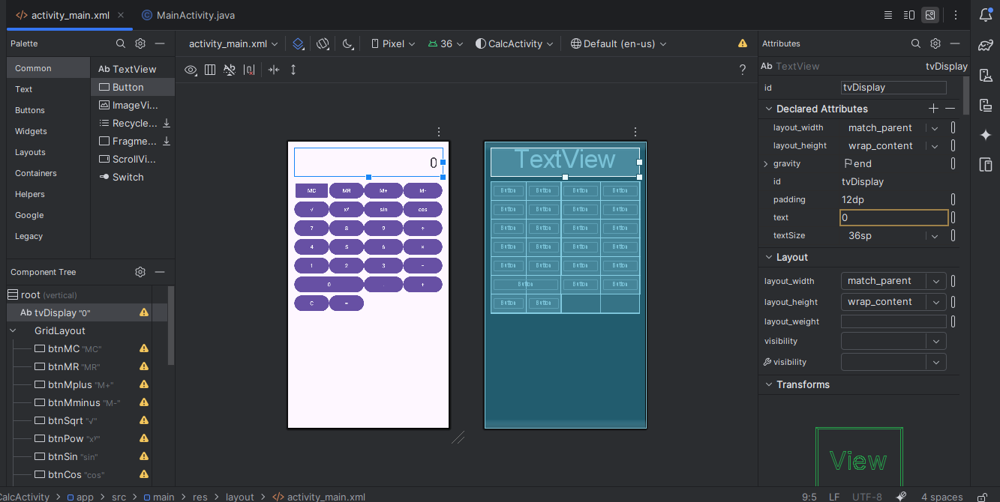 activity_main.xml
MainActivity.java
Palette
activity_main.xml
Pixel
36
CalcActivity
Default (en-us)
Attributes
Common
Text
Buttons
Widgets
Layouts
Containers
Helpers
Google
Legacy
Ab TextView
Button
ImageVi...
Recycle...
Fragme...
ScrollVi...
Switch
?
Component Tree
root (vertical)
Ab tvDisplay "0"
GridLayout
btnMC "MC"
btnMR "MR"
btnMplus "M+"
btnMminus "M-"
btnSqrt "√"
btnPow "xʸ"
btnSin "sin"
btnCos "cos"
0
MC MR M+ M-
√ xʸ sin cos
7 8 9 ÷
4 5 6 ×
1 2 3 −
0 . +
C =
TextView
Button Button Button Button
Button Button Button Button
Button Button Button Button
Button Button Button Button
Button Button Button Button
Button Button Button
Button Button
Ab TextView tvDisplay
id tvDisplay
Declared Attributes
layout_width match_parent
layout_height wrap_content
gravity end
id tvDisplay
padding 12dp
text 0
textSize 36sp
Layout
layout_width match_parent
layout_height wrap_content
layout_weight
visibility
visibility
Transforms
View
CalcActivity > app > src > main > res > layout > activity_main.xml
9:5 LF UTF-8 4 spaces